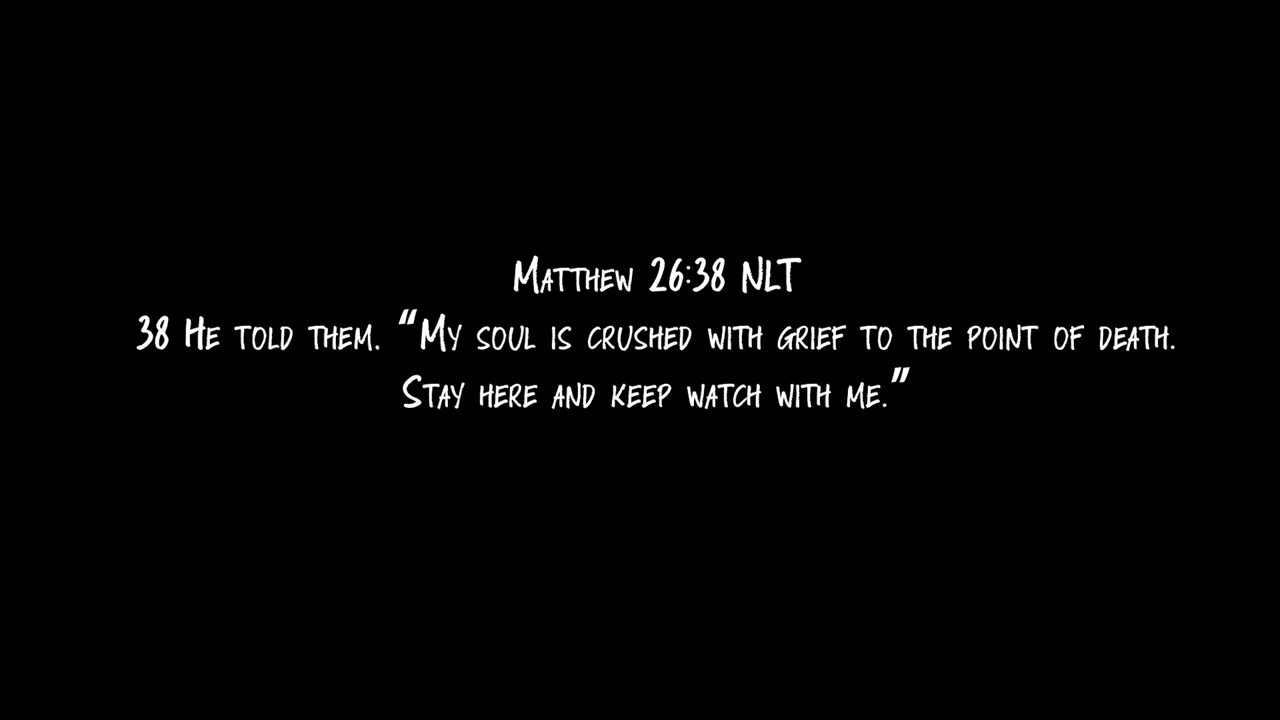 Matthew 26:38 NLT
38 He told them. “My soul is crushed with grief to the point of death.
Stay here and keep watch with me.”